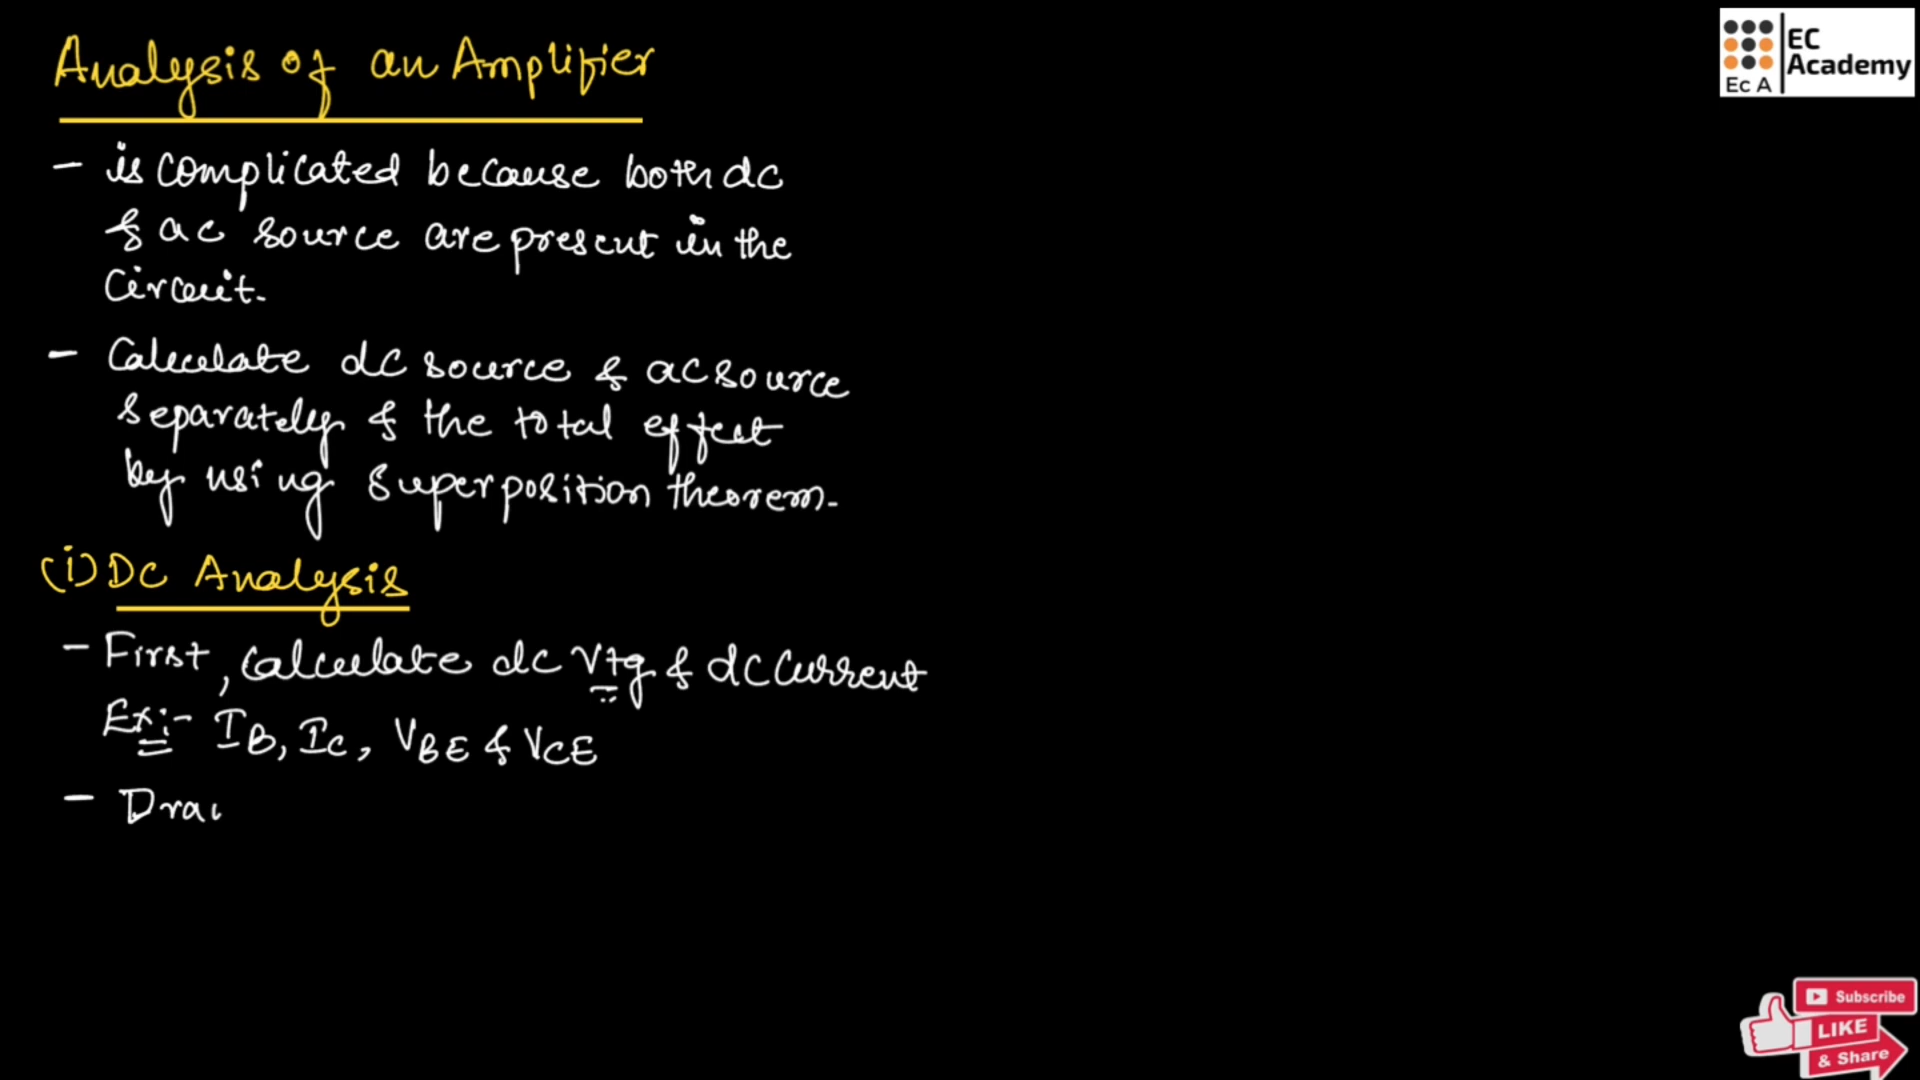 Analysis of an Amplifier
EC
Academy
Ec A
- is complicated because both dc
& ac source are present in the
Circuit.
- Calculate dc source & ac source
separately & the total effect
by using superposition theorem.
(i) DC Analysis
- First, calculate dc Vtg & dc Current
Ex:- IB, IC, VBE & VCE
- Dra
Subscribe
LIKE
& Share